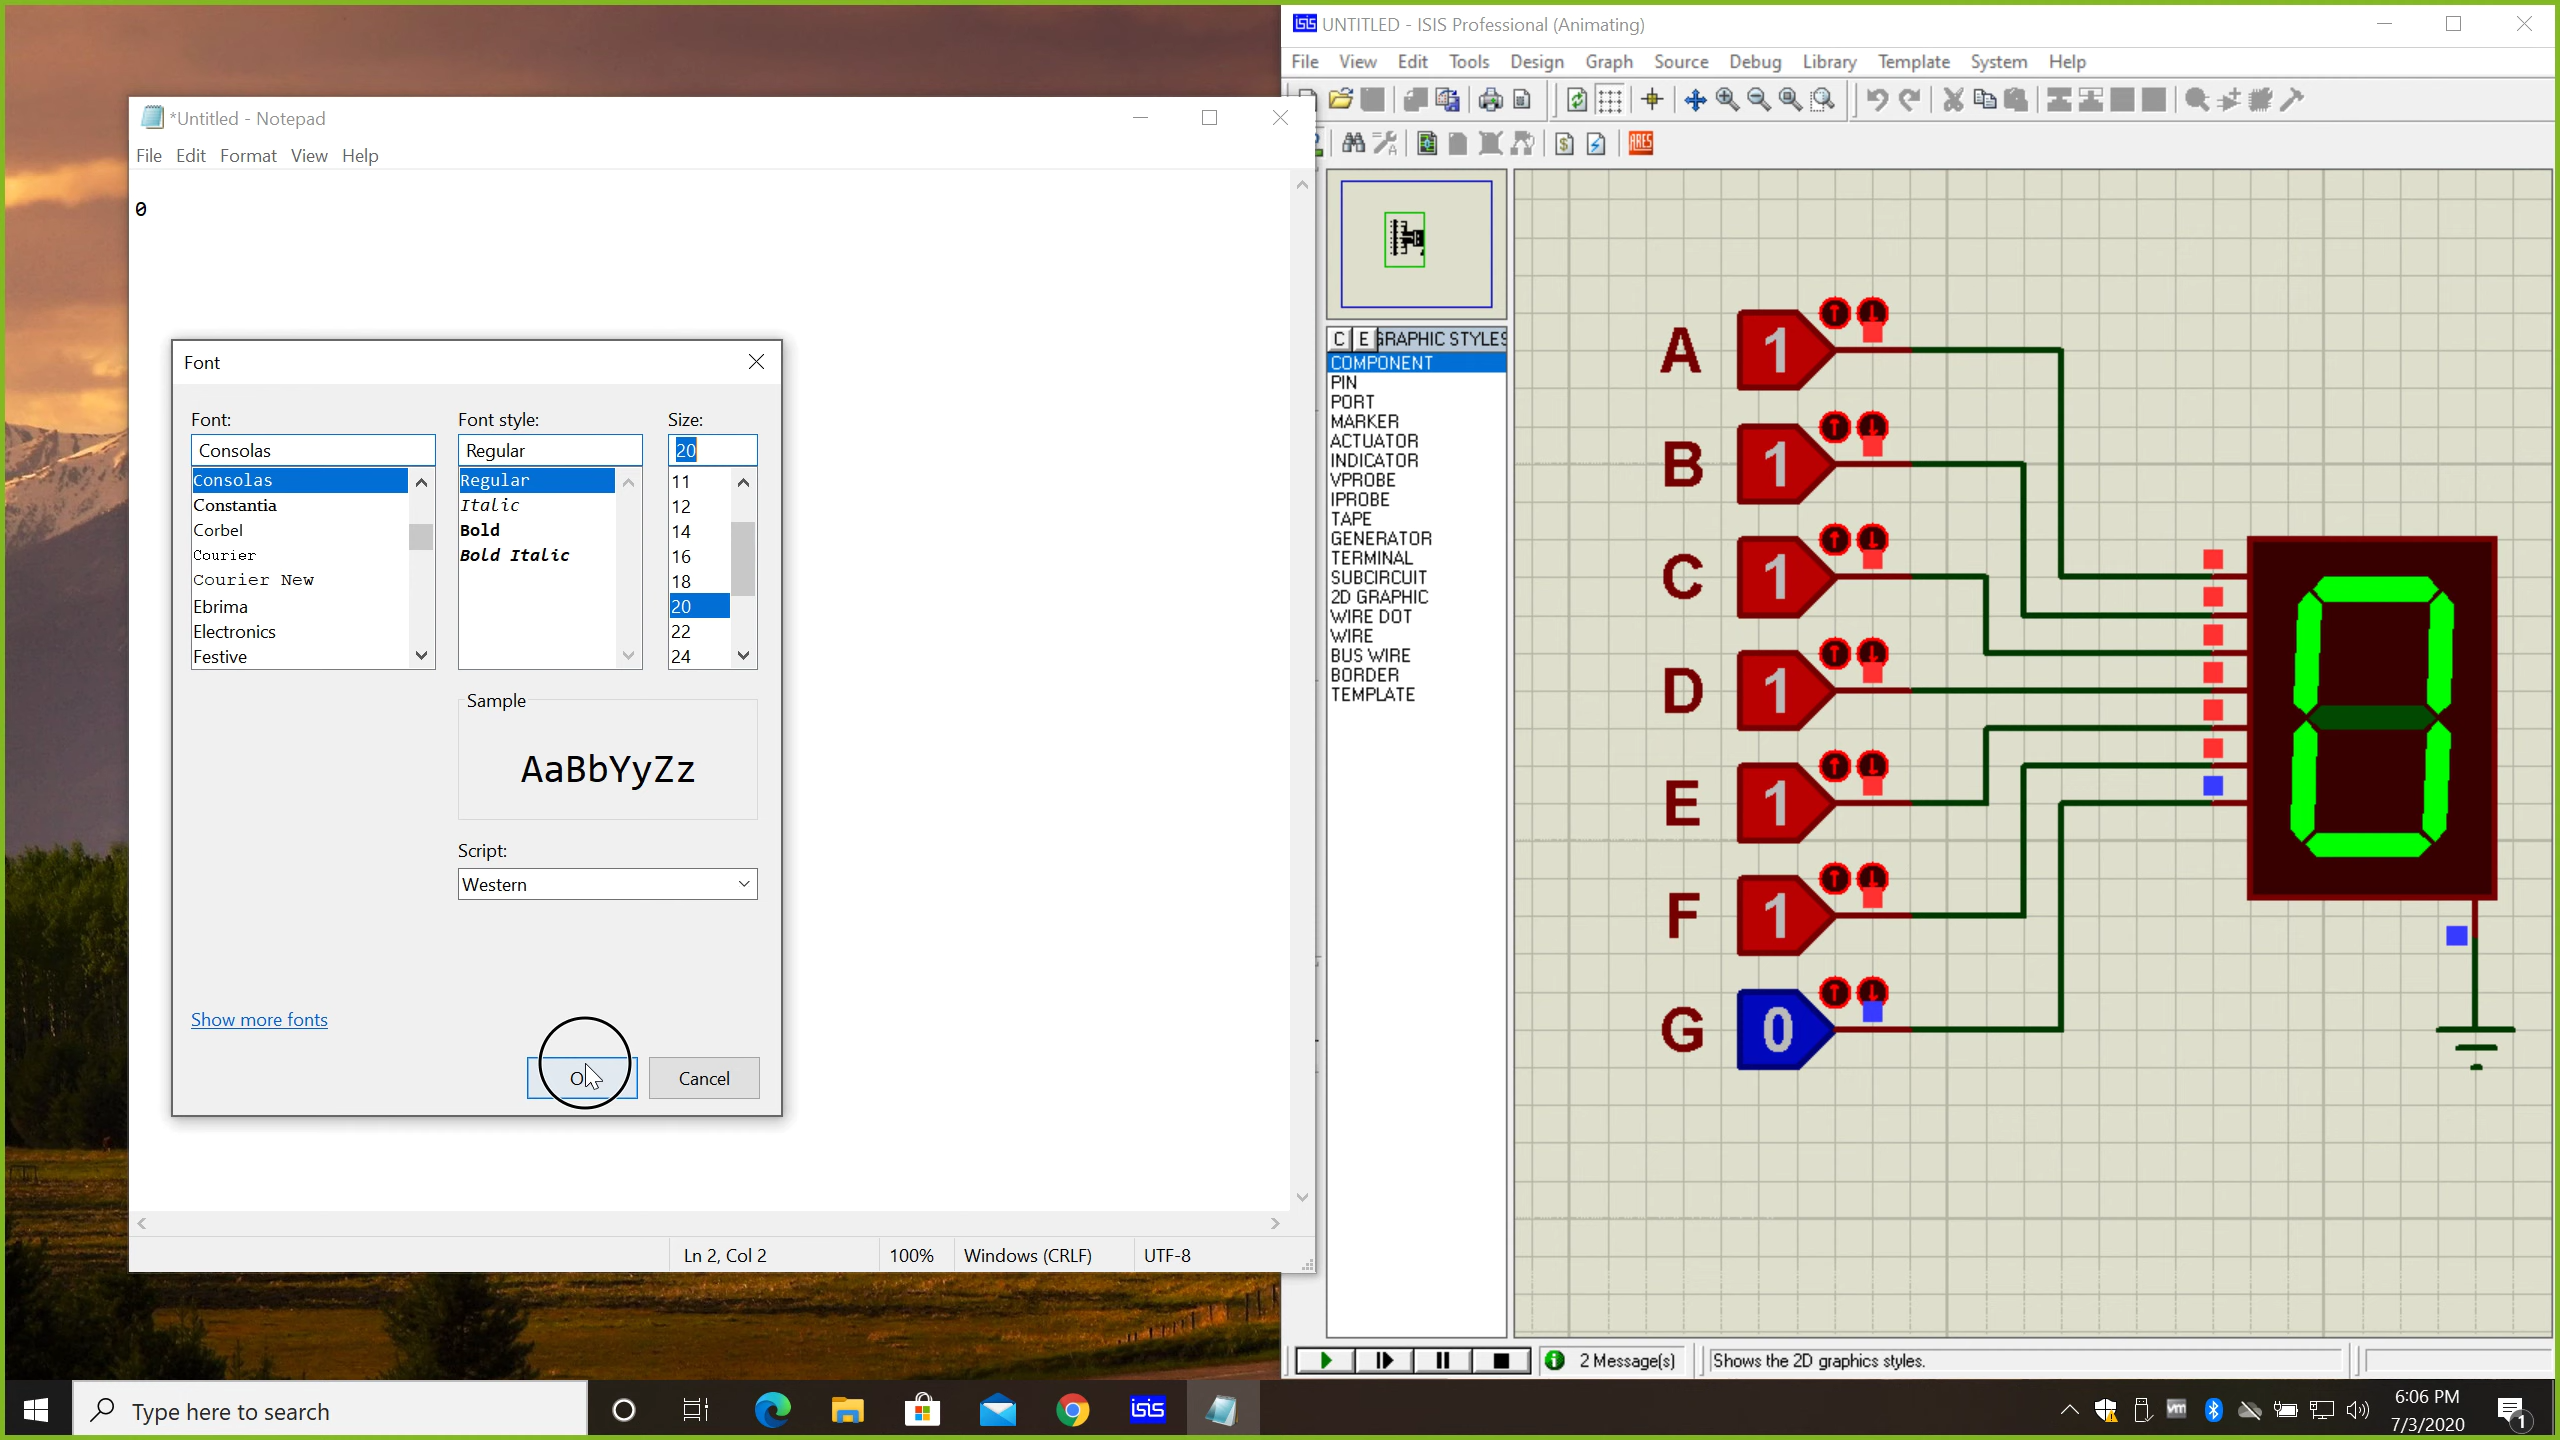 *Untitled - Notepad
File Edit Format View Help
0
Font
Font:
Font style:
Size:
Consolas
Regular
20
Consolas
Constantia
Corbel
Courier
Courier New
Ebrima
Electronics
Festive
Regular
Italic
Bold
Bold Italic
11
12
14
16
18
20
22
24
Sample
AaBbYyZz
Script:
Western
Show more fonts
O
Cancel
Ln 2, Col 2
100%
Windows (CRLF)
UTF-8
isis UNTITLED - ISIS Professional (Animating)
File View Edit Tools Design Graph Source Debug Library Template System Help
ARES
C E GRAPHIC STYLES
COMPONENT
PIN
PORT
MARKER
ACTUATOR
INDICATOR
VPROBE
IPROBE
TAPE
GENERATOR
TERMINAL
SUBCIRCUIT
2D GRAPHIC
WIRE DOT
WIRE
BUS WIRE
BORDER
TEMPLATE
A 1
B 1
C 1
D 1
E 1
F 1
G 0
0
2 Message(s)
Shows the 2D graphics styles.
Type here to search
isis
vm
6:06 PM
7/3/2020
1